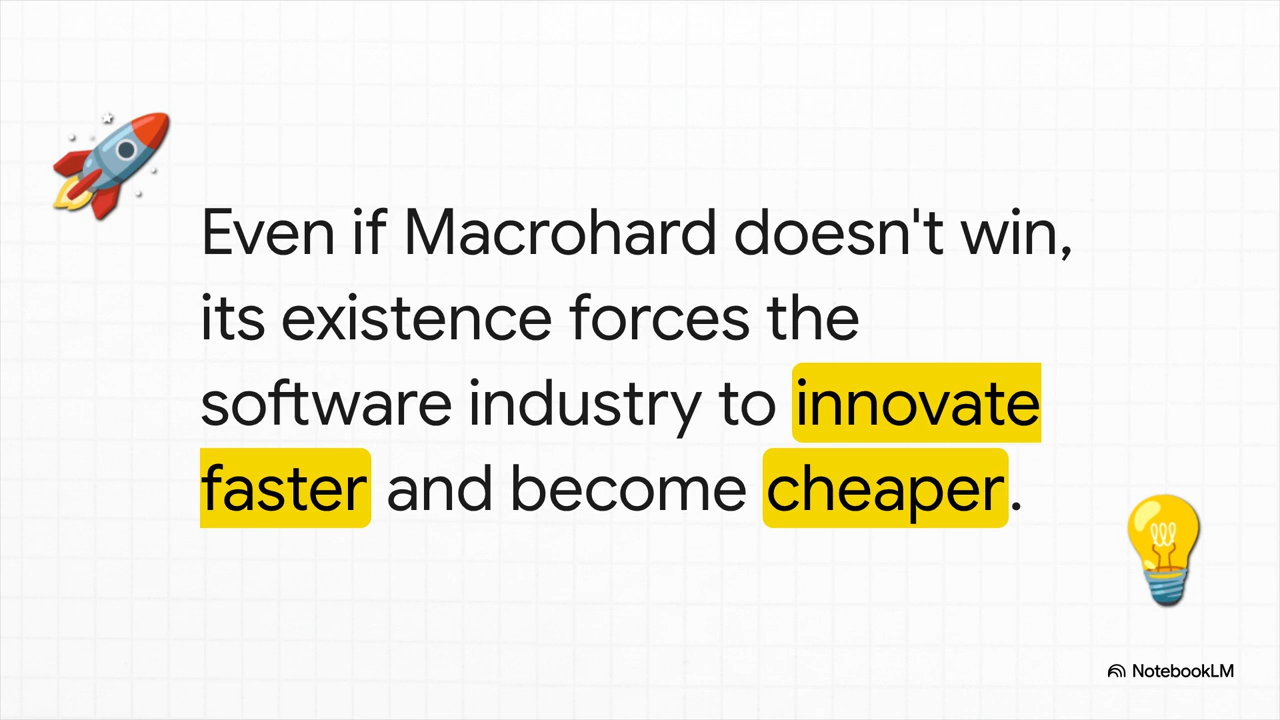 Even if Macrohard doesn't win,
its existence forces the
software industry to innovate
faster and become cheaper.
NotebookLM